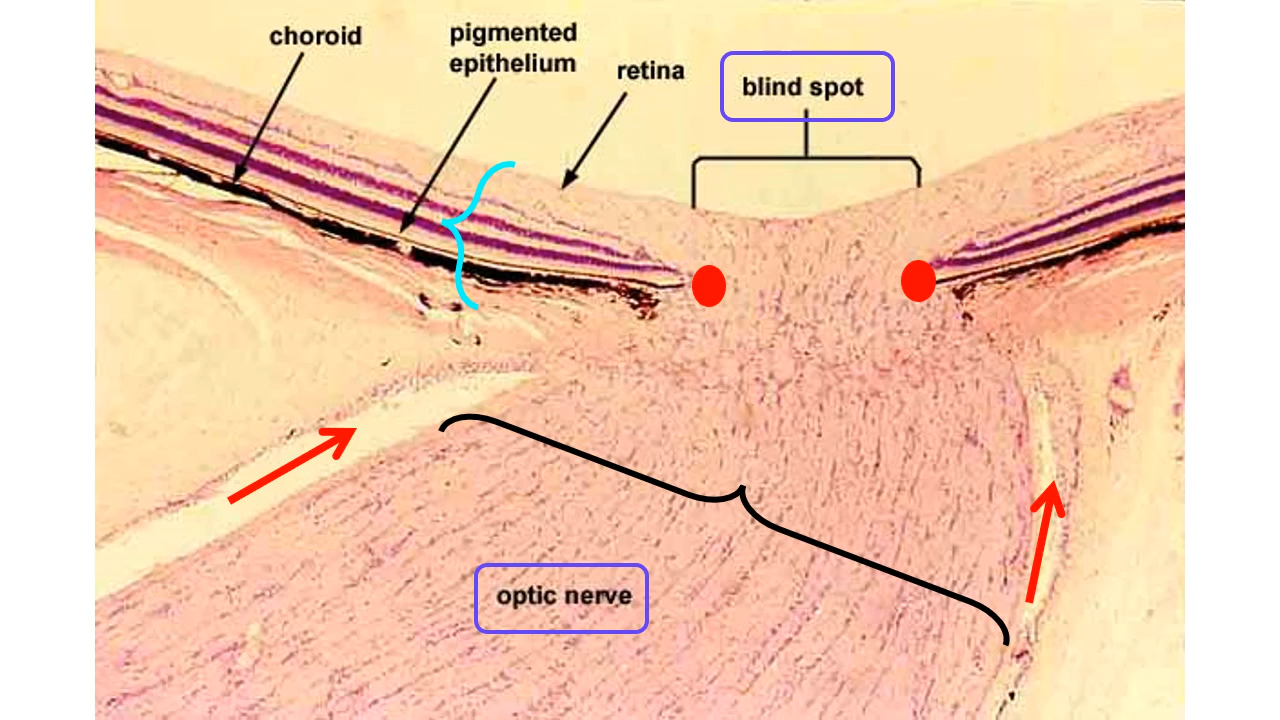 choroid
pigmented
epithelium
retina
blind spot
optic nerve